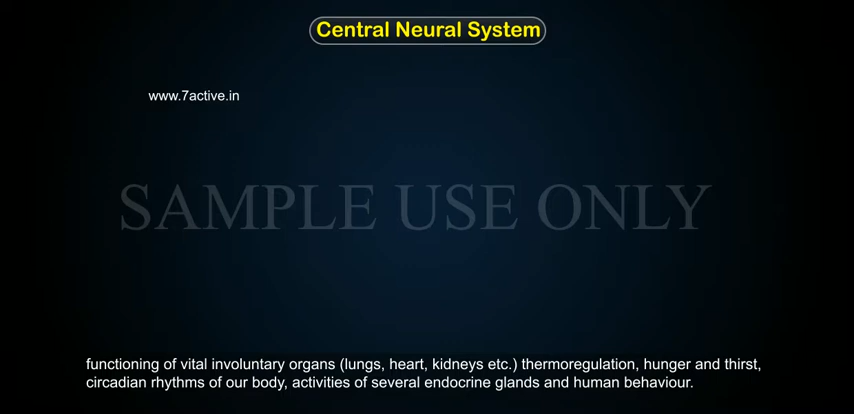 Central Neural System
www.7active.in
SAMPLE USE ONLY
functioning of vital involuntary organs (lungs, heart, kidneys etc.) thermoregulation, hunger and thirst,
circadian rhythms of our body, activities of several endocrine glands and human behaviour.